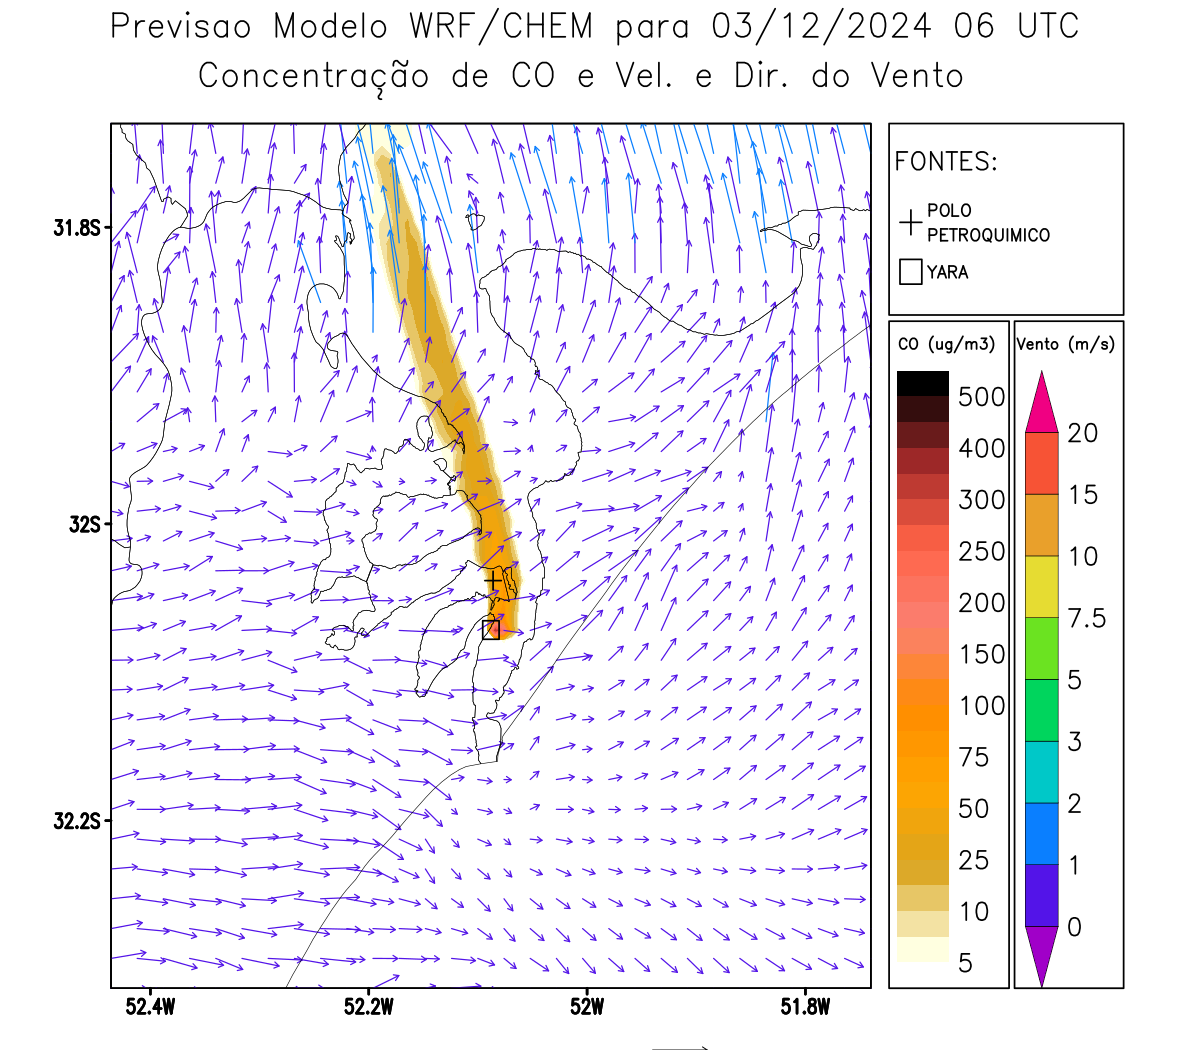 Previsao Modelo WRF/CHEM para 03/12/2024 06 UTC
Concentração de CO e Vel. e Dir. do Vento
FONTES:
POLO
PETROQUIMICO
YARA
CO (ug/m3)
500
400
300
250
200
150
100
75
50
25
10
5
Vento (m/s)
20
15
10
7.5
5
3
2
1
0
31.8S
32S
32.2S
52.4W
52.2W
52W
51.8W